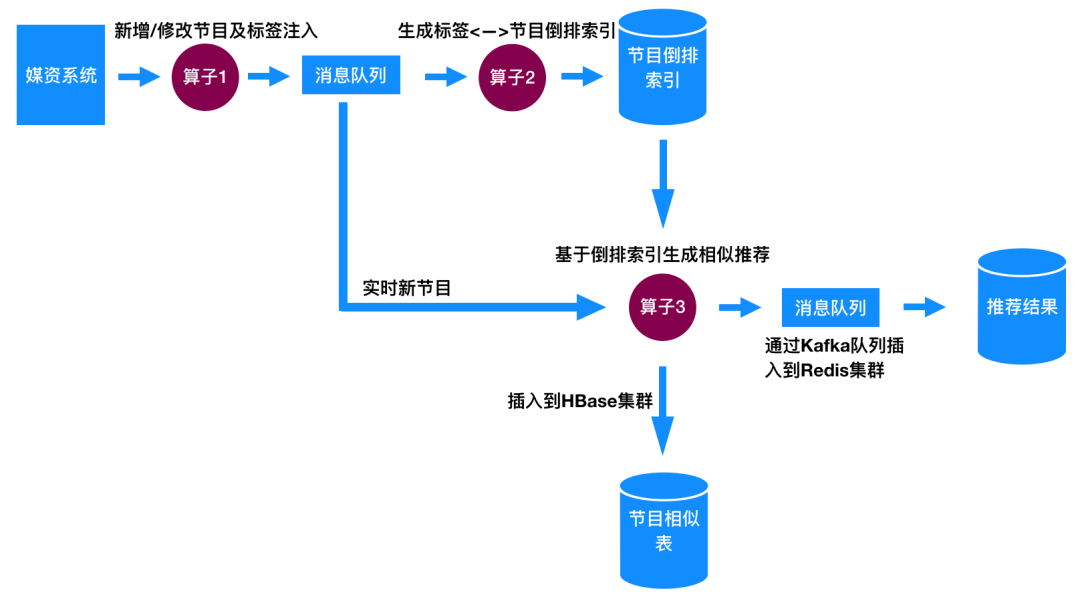 新增/修改节目及标签注入
生成标签<—>节目倒排索引
媒资系统
算子1
消息队列
算子2
节目倒排
索引
基于倒排索引生成相似推荐
实时新节目
算子3
消息队列
推荐结果
通过Kafka队列插
入到Redis集群
插入到HBase集群
节目相似
表